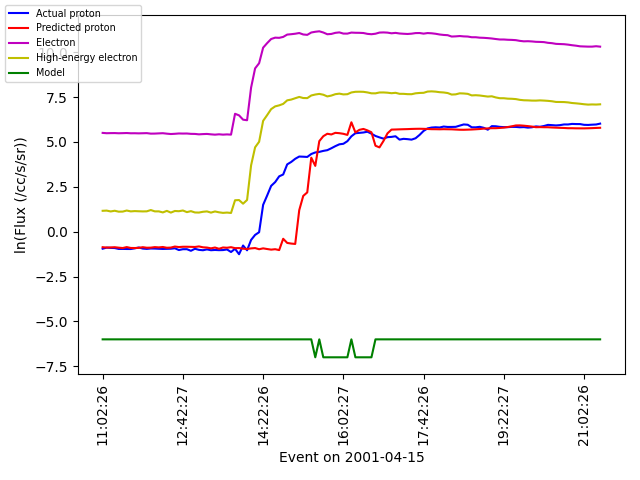 Actual proton
Predicted proton
Electron
High-energy electron
Model
10.0
7.5
5.0
2.5
0.0
−2.5
−5.0
−7.5
ln(Flux (/cc/s/sr))
11:02:26
12:42:27
14:22:26
16:02:27
17:42:26
19:22:27
21:02:26
Event on 2001-04-15